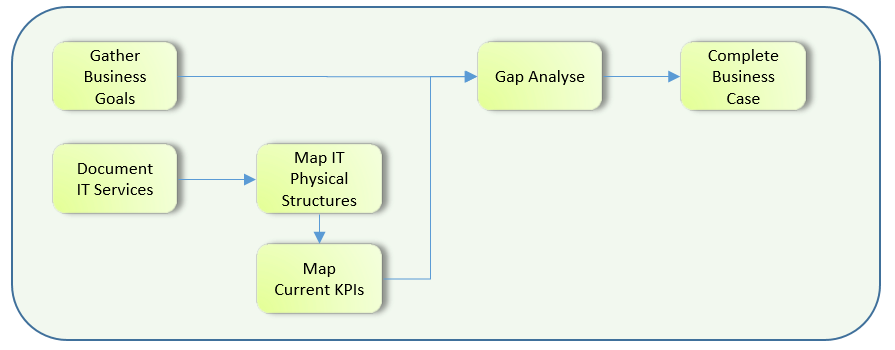 Gather
Business
Goals
Gap Analyse
Complete
Business
Case
Document
IT Services
Map IT
Physical
Structures
Map
Current KPIs